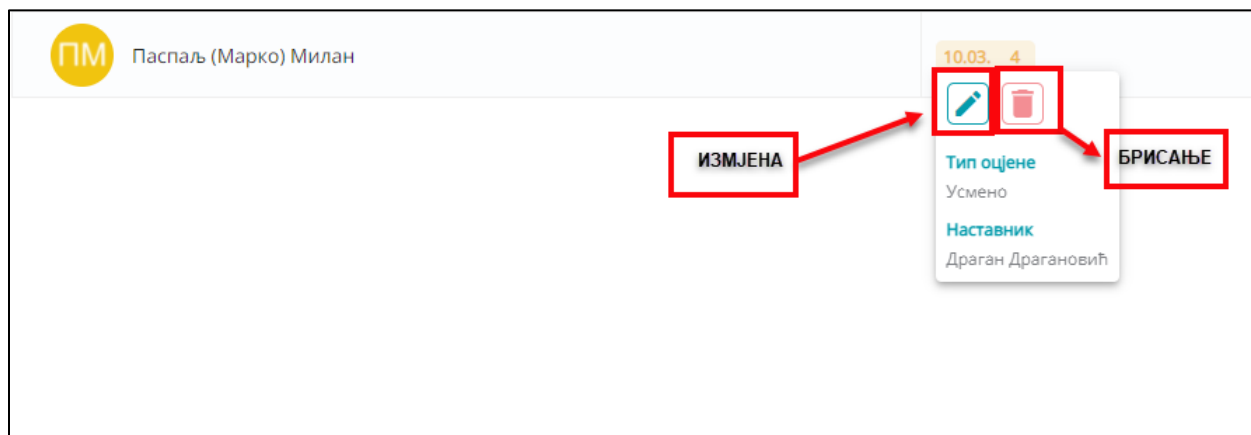 ПМ
Паспаљ (Марко) Милан
10.03. 4
ИЗМЈЕНА
БРИСАЊЕ
Тип оцјене
Усмено
Наставник
Драган Драгановић